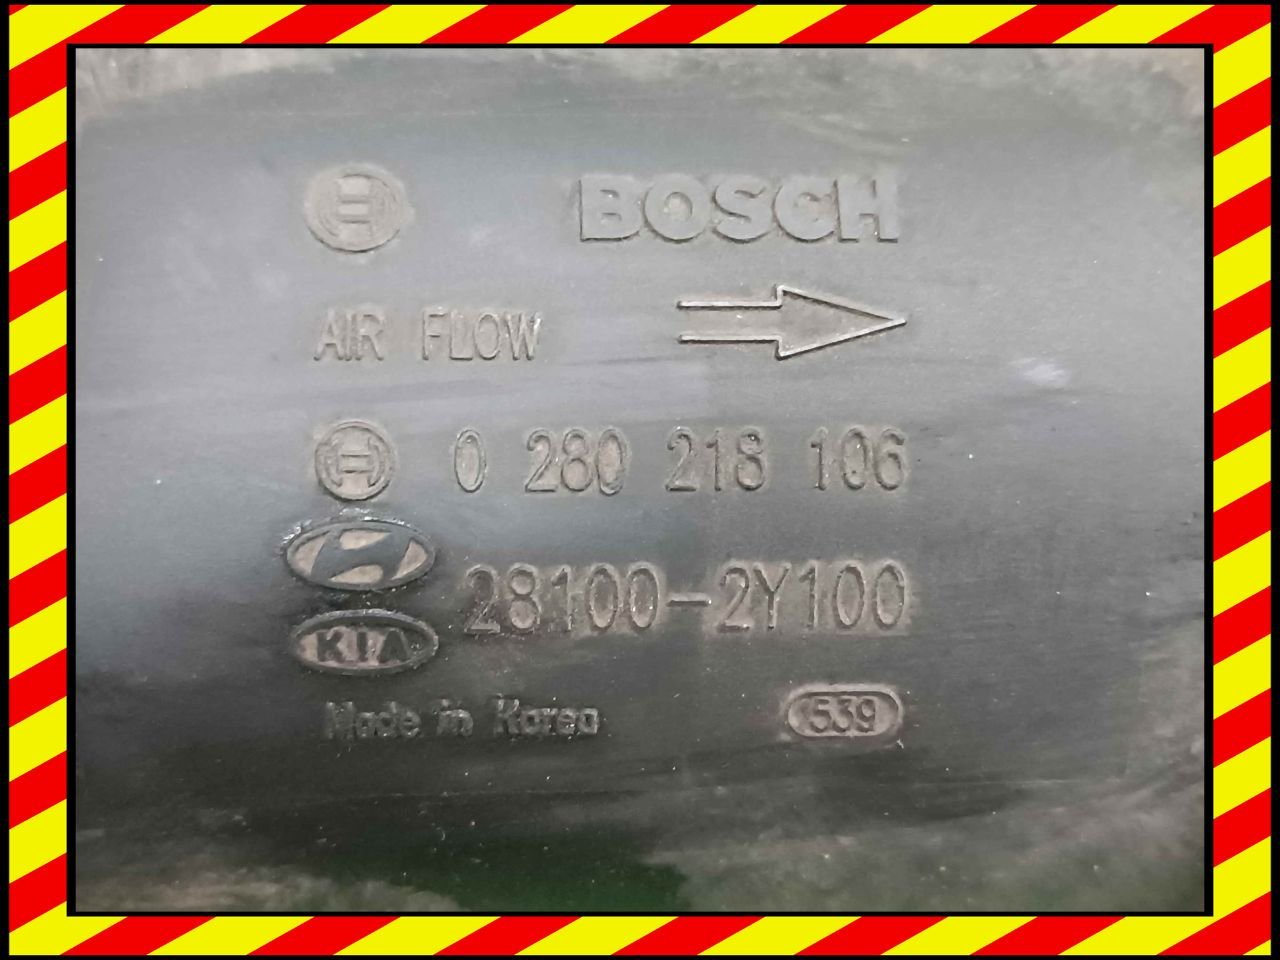 BOSCH
AIR FLOW
0 280 218 106
28100-2Y100
KIA
Made in Korea
539